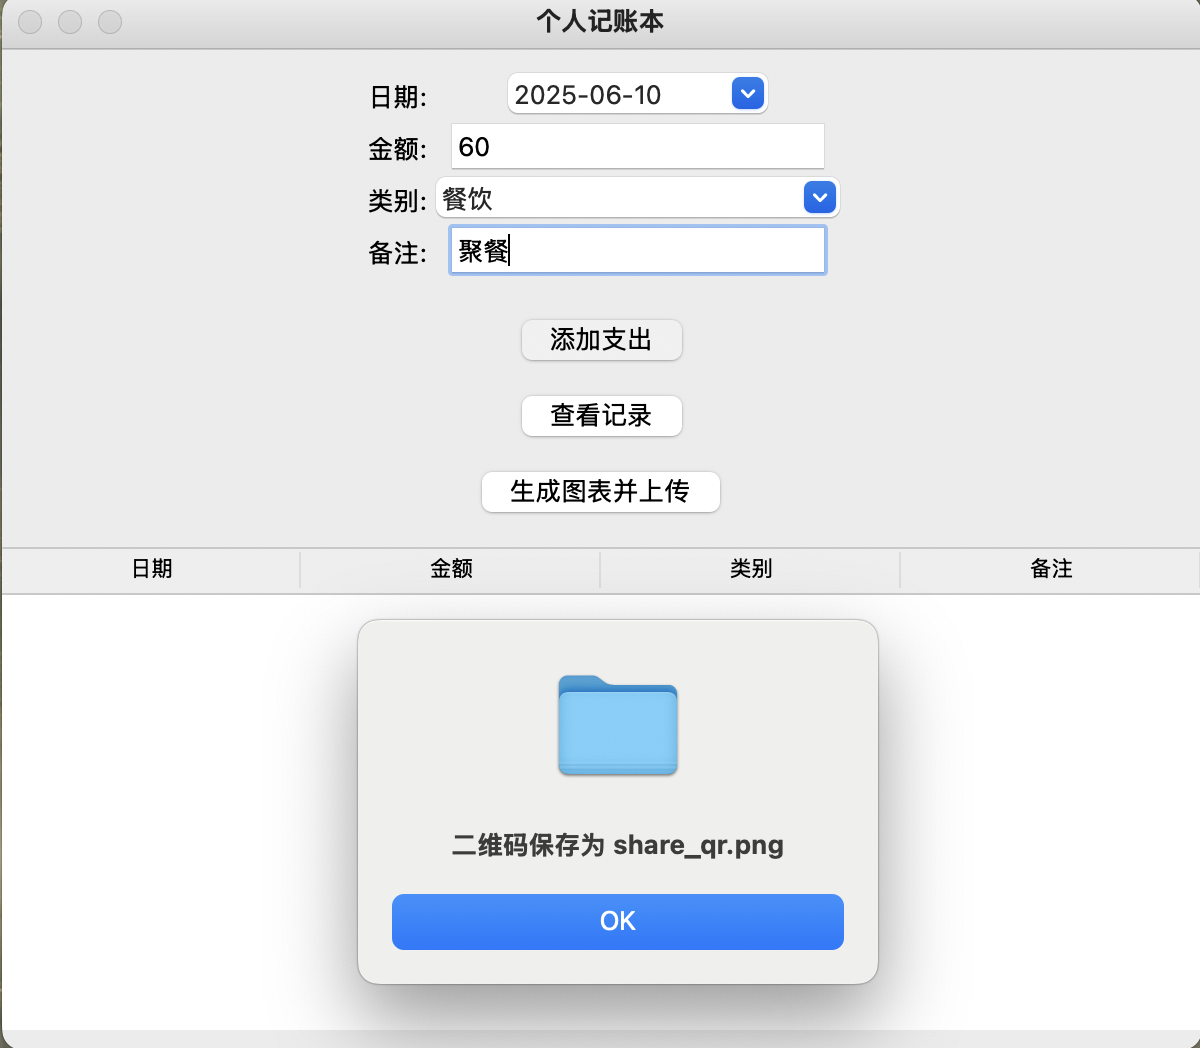 个人记账本
日期: 2025-06-10
金额: 60
类别: 餐饮
备注: 聚餐
添加支出
查看记录
生成图表并上传
日期 金额 类别 备注
二维码保存为 share_qr.png
OK